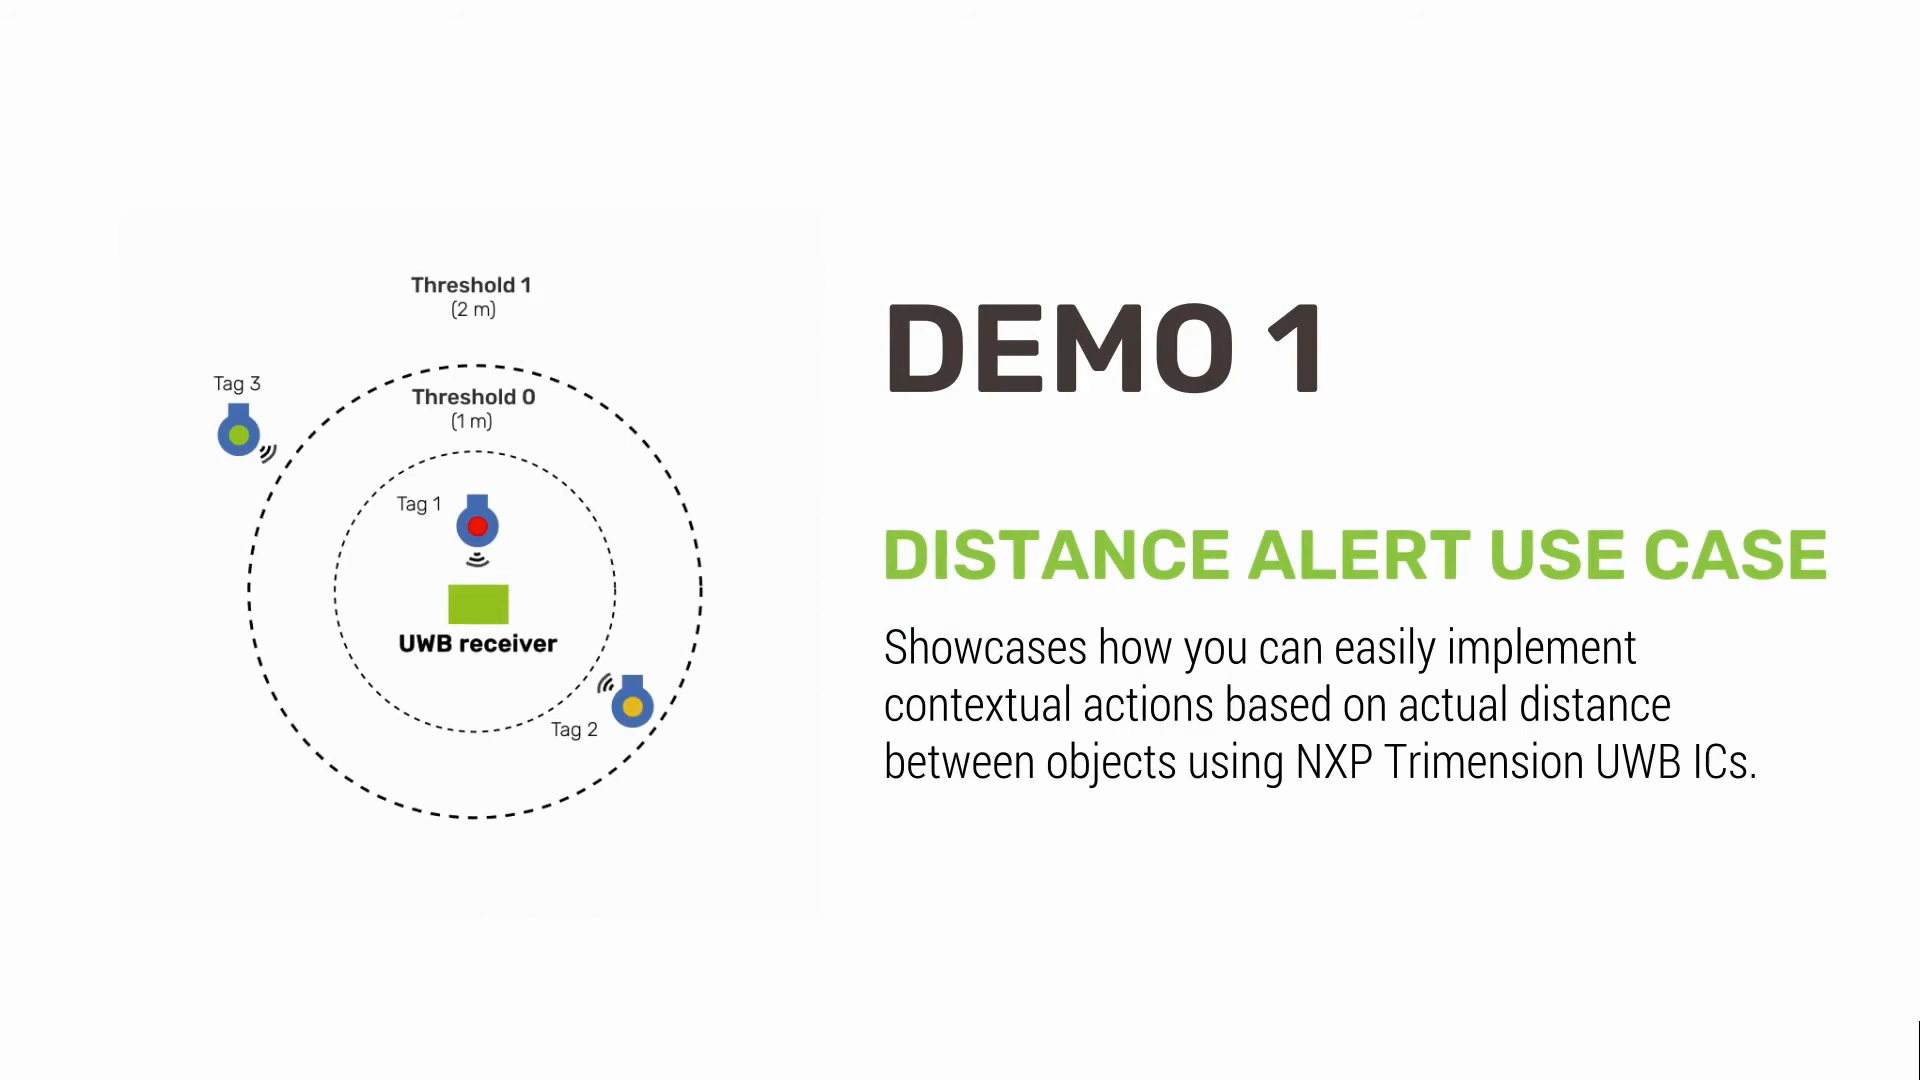 Threshold 1
(2 m)
Tag 3
Threshold 0
(1 m)
Tag 1
UWB receiver
Tag 2
DEMO 1
DISTANCE ALERT USE CASE
Showcases how you can easily implement
contextual actions based on actual distance
between objects using NXP Trimension UWB ICs.